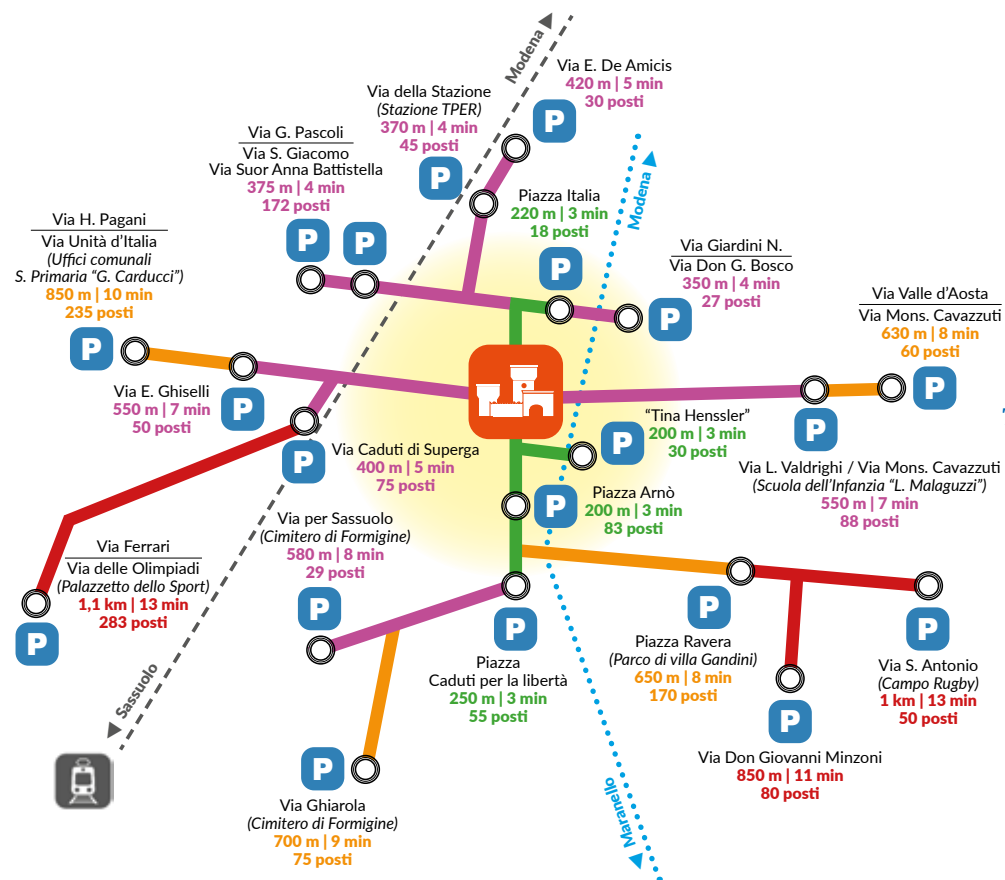 Modena
Via E. De Amicis
420 m | 5 min
30 posti
P
Via della Stazione
(Stazione TPER)
370 m | 4 min
45 posti
P
Via G. Pascoli
Via S. Giacomo
Via Suor Anna Battistella
375 m | 4 min
172 posti
P
P
Piazza Italia
220 m | 3 min
18 posti
P
Modena
Via Giardini N.
Via Don G. Bosco
350 m | 4 min
27 posti
P
Via H. Pagani
Via Unità d’Italia
(Uffici comunali
S. Primaria “G. Carducci”)
850 m | 10 min
235 posti
P
Via Valle d’Aosta
Via Mons. Cavazzuti
630 m | 8 min
60 posti
P
Via E. Ghiselli
550 m | 7 min
50 posti
P
Via Caduti di Superga
400 m | 5 min
75 posti
P
“Tina Henssler”
200 m | 3 min
30 posti
P
P
Via L. Valdrighi / Via Mons. Cavazzuti
(Scuola dell’Infanzia “L. Malaguzzi”)
550 m | 7 min
88 posti
Piazza Arnò
200 m | 3 min
83 posti
P
Via per Sassuolo
(Cimitero di Formigine)
580 m | 8 min
29 posti
P
Via Ferrari
Via delle Olimpiadi
(Palazzetto dello Sport)
1,1 km | 13 min
283 posti
P
P
Piazza
Caduti per la libertà
250 m | 3 min
55 posti
P
Piazza Ravera
(Parco di villa Gandini)
650 m | 8 min
170 posti
P
Via S. Antonio
(Campo Rugby)
1 km | 13 min
50 posti
P
Via Don Giovanni Minzoni
850 m | 11 min
80 posti
Sassuolo
P
Via Ghiarola
(Cimitero di Formigine)
700 m | 9 min
75 posti
Maranello